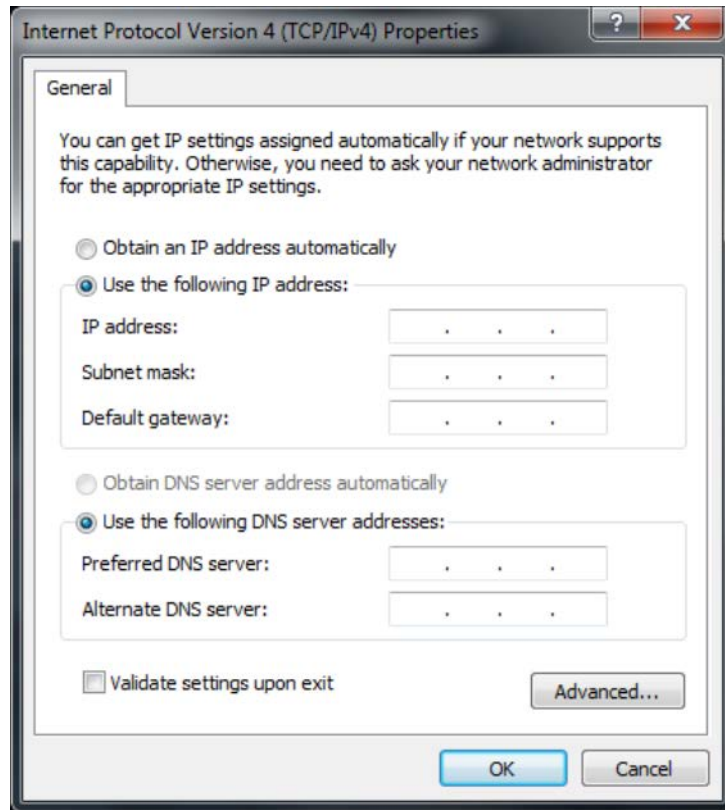 Internet Protocol Version 4 (TCP/IPv4) Properties
?
General
You can get IP settings assigned automatically if your network supports
this capability. Otherwise, you need to ask your network administrator
for the appropriate IP settings.
Obtain an IP address automatically
Use the following IP address:
IP address: . . .
Subnet mask: . . .
Default gateway: . . .
Obtain DNS server address automatically
Use the following DNS server addresses:
Preferred DNS server: . . .
Alternate DNS server: . . .
Validate settings upon exit
Advanced...
OK Cancel